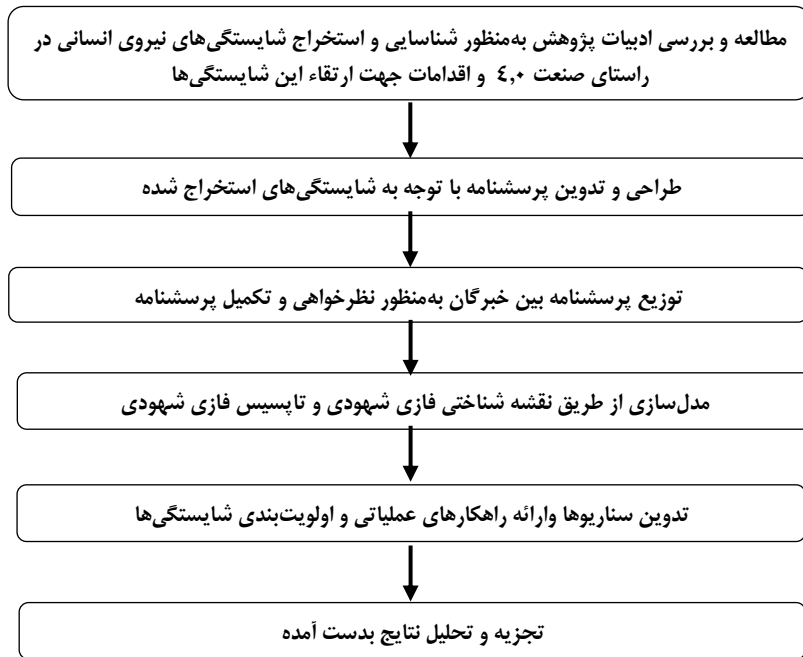 مطالعه و بررسی ادبیات پژوهش به‌منظور شناسایی و استخراج شایستگی‌های نیروی انسانی در
راستای صنعت ٤,٠ و اقدامات جهت ارتقاء این شایستگی‌ها
طراحی و تدوین پرسشنامه با توجه به شایستگی‌های استخراج شده
توزیع پرسشنامه بین خبرگان به‌منظور نظرخواهی و تکمیل پرسشنامه
مدل‌سازی از طریق نقشه شناختی فازی شهودی و تاپسیس فازی شهودی
تدوین سناریوها وارائه راهکارهای عملیاتی و اولویت‌بندی شایستگی‌ها
تجزیه و تحلیل نتایج بدست آمده